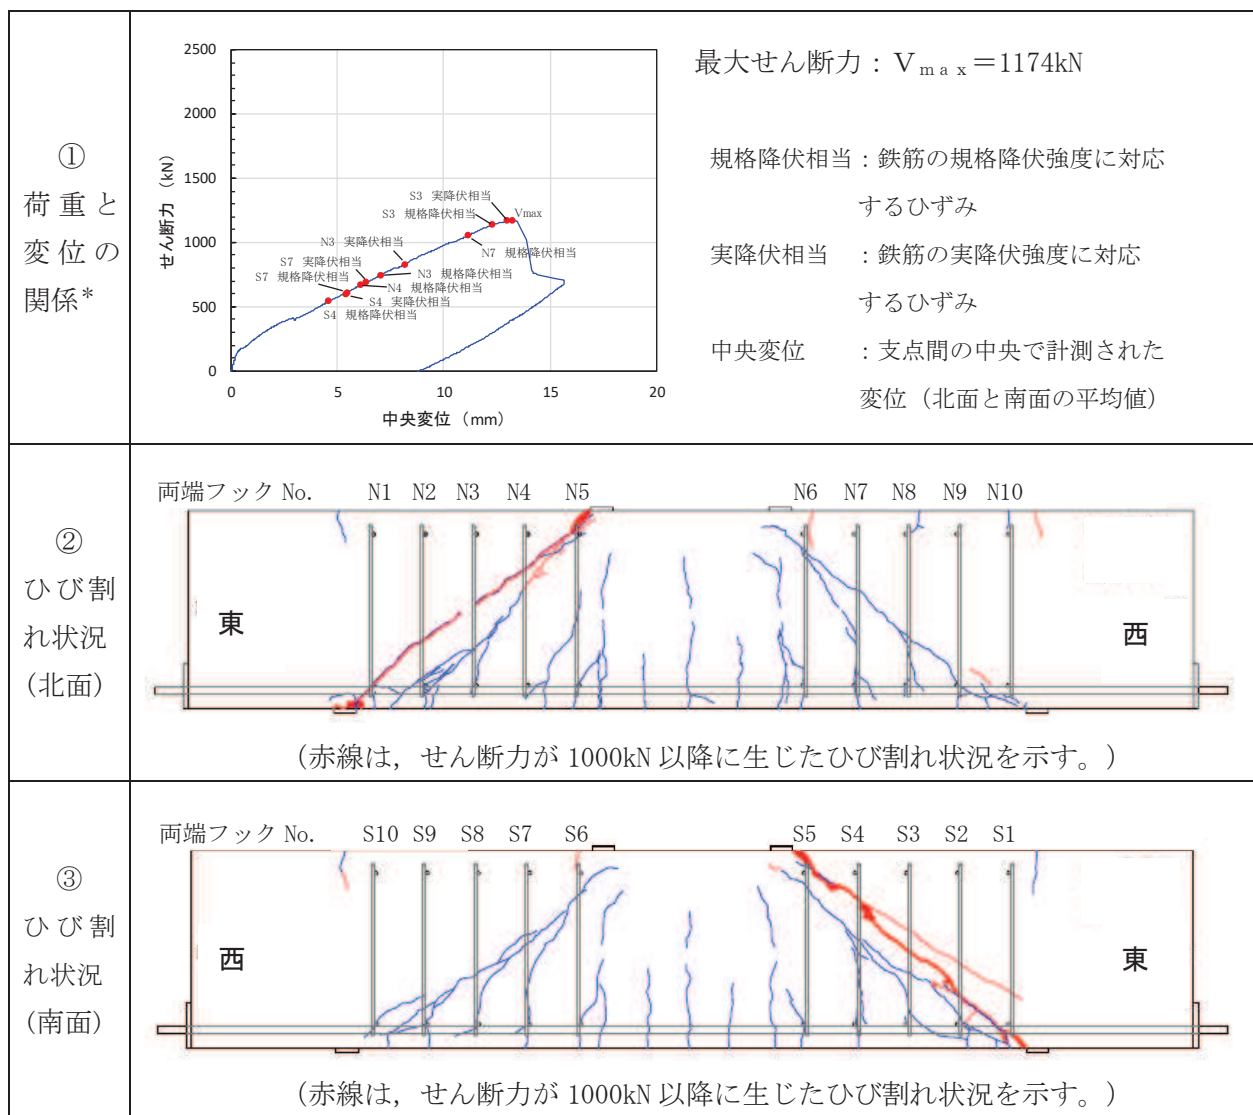 ①
荷重と
変位の
関係*
2500
2000
1500
1000
500
0
0
5
10
15
20
せん断力 (kN)
中央変位 (mm)
S3 実降伏相当
Vmax
S3 規格降伏相当
N3 実降伏相当
N7 規格降伏相当
S7 実降伏相当
S7 規格降伏相当
N3 規格降伏相当
N4 規格降伏相当
S4 実降伏相当
S4 規格降伏相当
最大せん断力：Vmax＝1174kN
規格降伏相当：鉄筋の規格降伏強度に対応
するひずみ
実降伏相当　：鉄筋の実降伏強度に対応
するひずみ
中央変位　　：支点間の中央で計測された
変位（北面と南面の平均値）
②
ひび割
れ状況
(北面)
両端フック No. N1 N2 N3 N4 N5 N6 N7 N8 N9 N10
東 西
(赤線は，せん断力が 1000kN 以降に生じたひび割れ状況を示す。)
③
ひび割
れ状況
(南面)
両端フック No. S10 S9 S8 S7 S6 S5 S4 S3 S2 S1
西 東
(赤線は，せん断力が 1000kN 以降に生じたひび割れ状況を示す。)